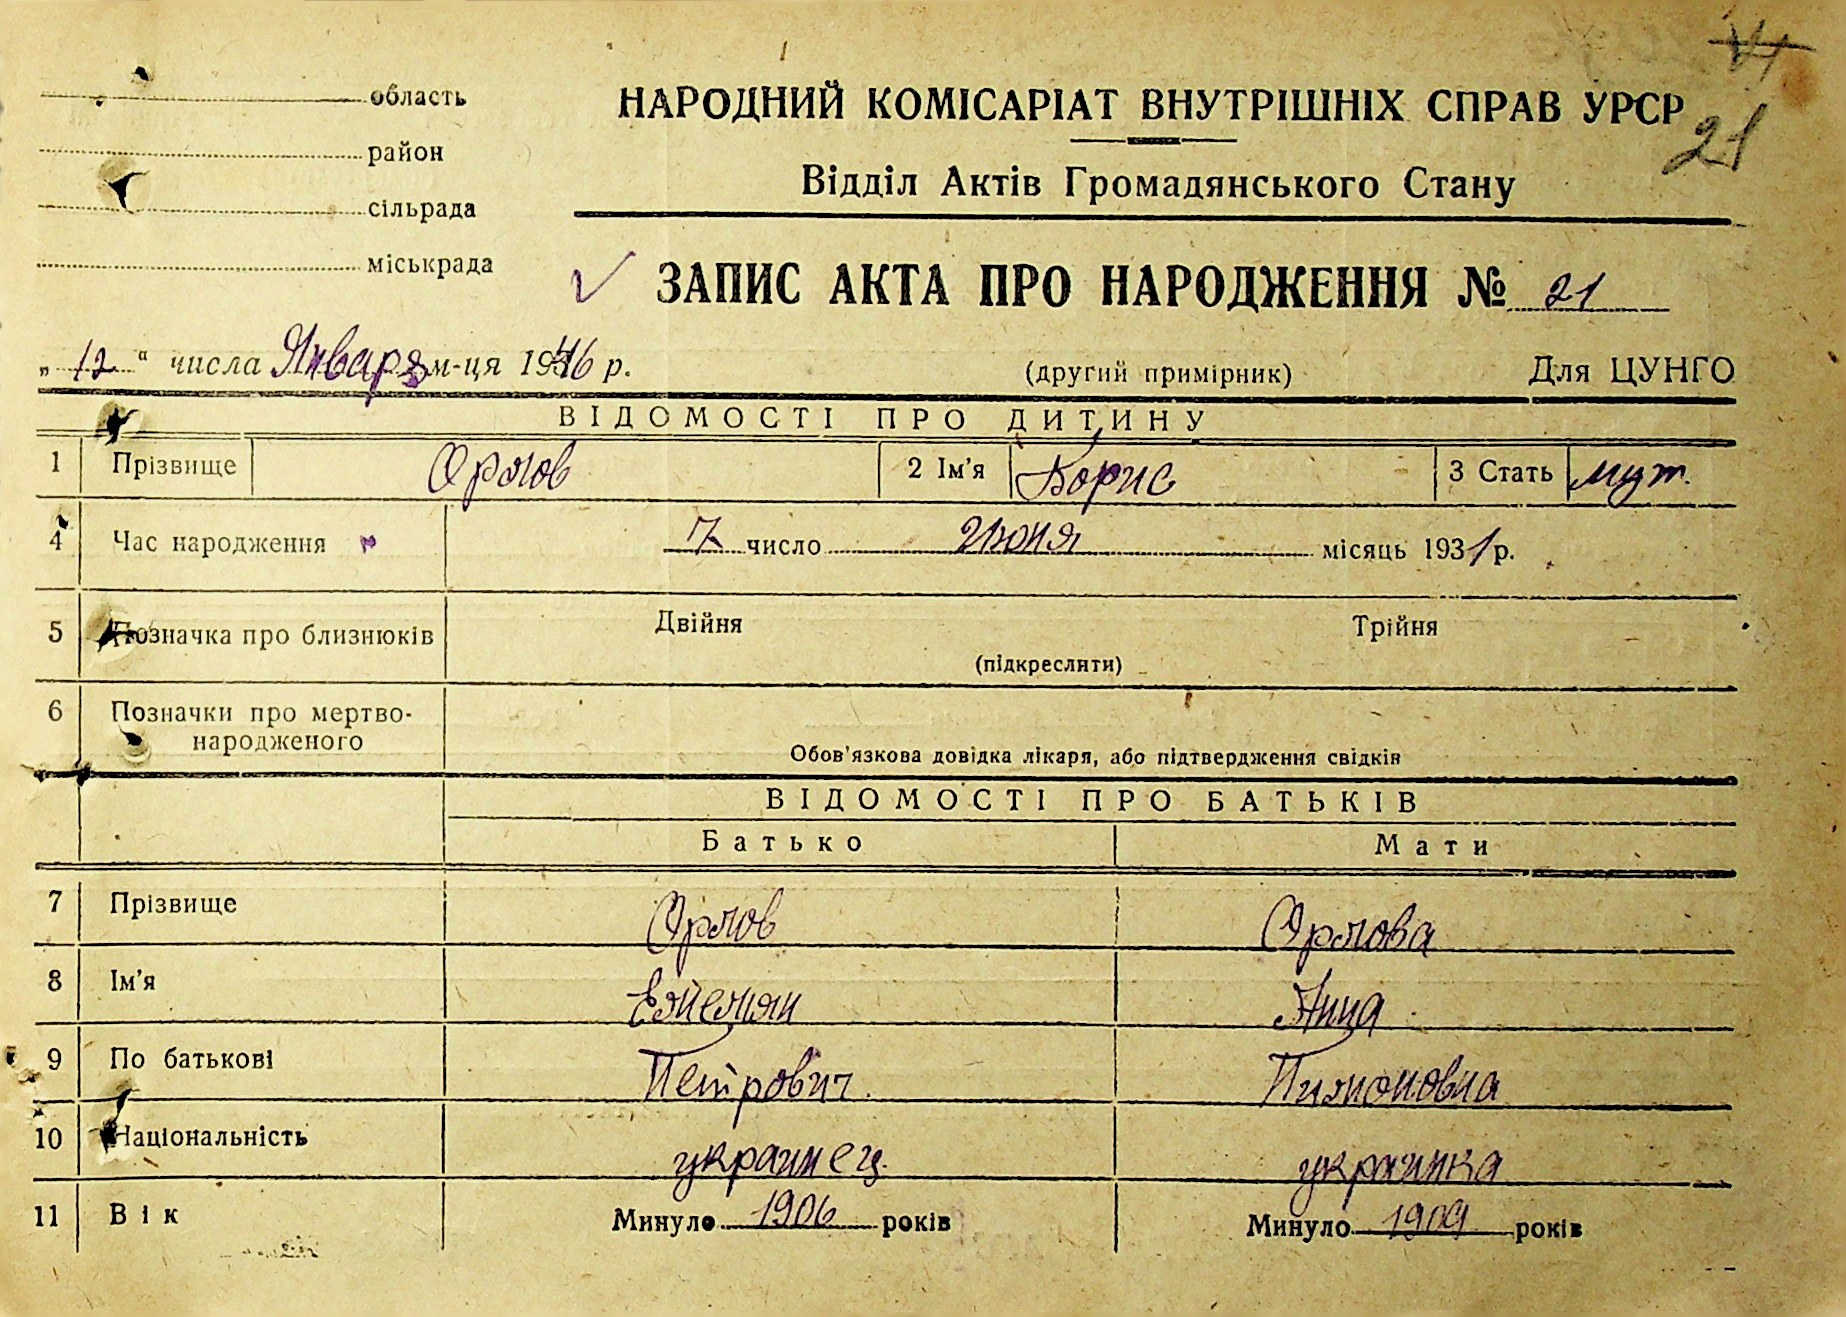 VI
область
НАРОДНИЙ КОМІСАРІАТ ВНУТРІШНІХ СПРАВ УРСР
21
район
Відділ Актів Громадянського Стану
сільрада
міськрада
ЗАПИС АКТА ПРО НАРОДЖЕННЯ № 21
„12“ числа Января м-ця 1946 р. (другий примірник) Для ЦУНГО
ВІДОМОСТІ ПРО ДИТИНУ
1 Прізвище Орлов 2 Ім'я Борис 3 Стать муж.
4 Час народження 7 число Июня місяць 1931 р.
5 Позначка про близнюків Двійня Трійня
(підкреслити)
6 Позначки про мертво-
народженого
Обов'язкова довідка лікаря, або підтвердження свідків
ВІДОМОСТІ ПРО БАТЬКІВ
Батько Мати
7 Прізвище Орлов Орлова
8 Ім'я Емельян
9 По батькові Петрович Пимоновна
10 Національність украинец. украинка
11 Вік Минуло 1906 років Минуло 1909 років